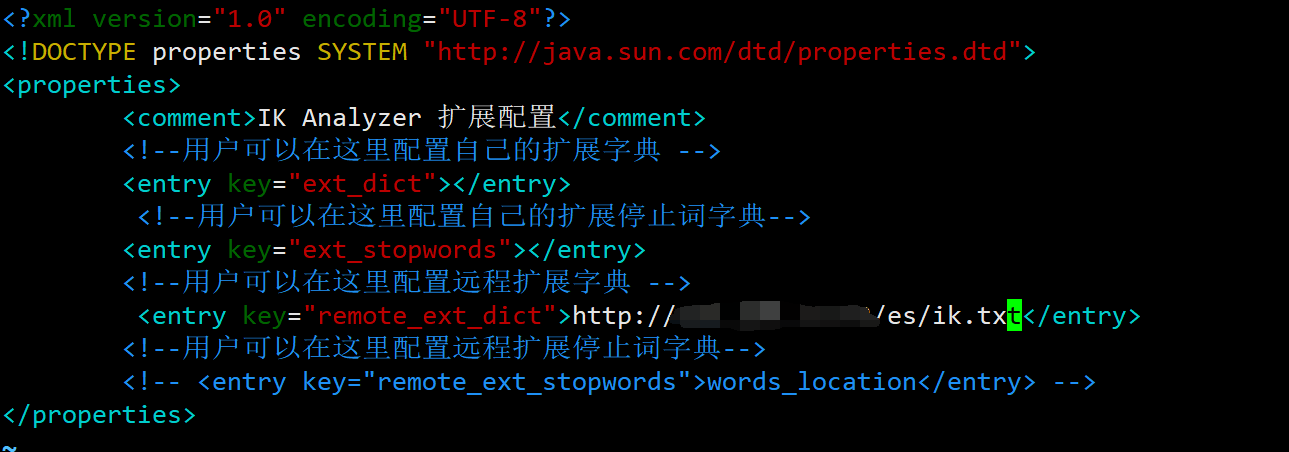 <?xml version="1.0" encoding="UTF-8"?>
<!DOCTYPE properties SYSTEM "http://java.sun.com/dtd/properties.dtd">
<properties>
        <comment>IK Analyzer 扩展配置</comment>
        <!--用户可以在这里配置自己的扩展字典 -->
        <entry key="ext_dict"></entry>
         <!--用户可以在这里配置自己的扩展停止词字典-->
        <entry key="ext_stopwords"></entry>
        <!--用户可以在这里配置远程扩展字典 -->
         <entry key="remote_ext_dict">http:///es/ik.txt</entry>
        <!--用户可以在这里配置远程扩展停止词字典-->
        <!-- <entry key="remote_ext_stopwords">words_location</entry> -->
</properties>
~